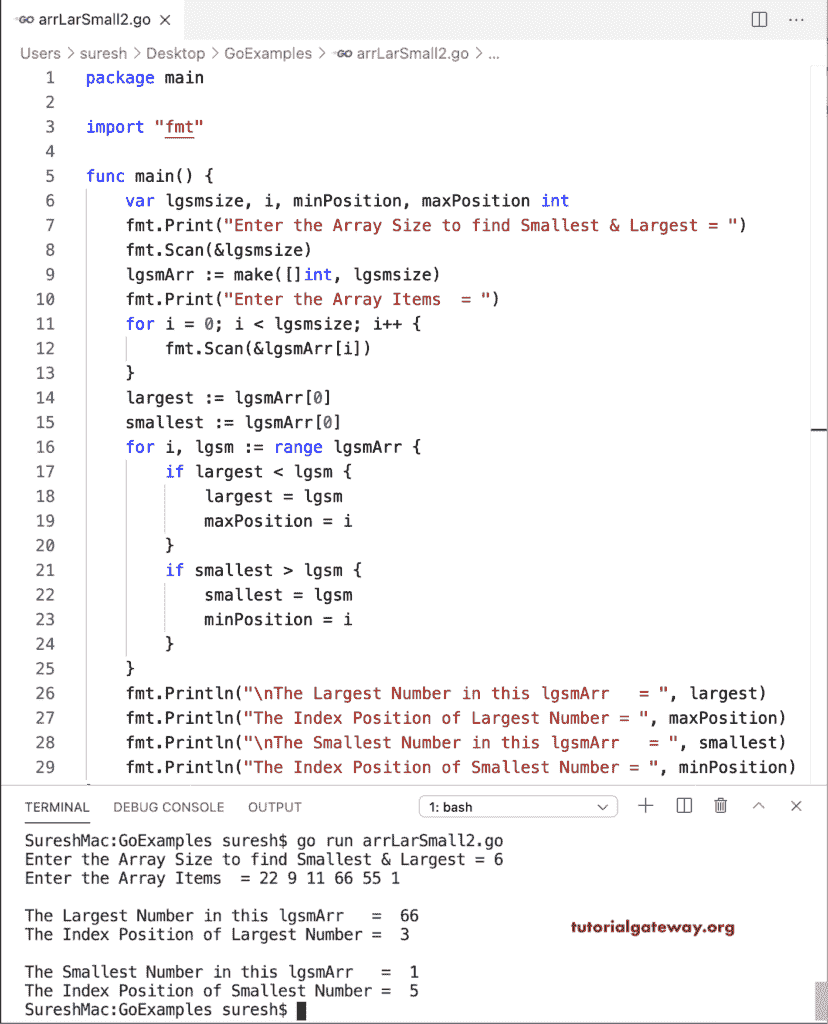 GO arrLarSmall2.go ×
Users > suresh > Desktop > GoExamples > GO arrLarSmall2.go > ...
1 package main
2
3 import "fmt"
4
5 func main() {
6     var lgsmsize, i, minPosition, maxPosition int
7     fmt.Print("Enter the Array Size to find Smallest & Largest = ")
8     fmt.Scan(&lgsmsize)
9     lgsmArr := make([]int, lgsmsize)
10     fmt.Print("Enter the Array Items  = ")
11     for i = 0; i < lgsmsize; i++ {
12         fmt.Scan(&lgsmArr[i])
13     }
14     largest := lgsmArr[0]
15     smallest := lgsmArr[0]
16     for i, lgsm := range lgsmArr {
17         if largest < lgsm {
18             largest = lgsm
19             maxPosition = i
20         }
21         if smallest > lgsm {
22             smallest = lgsm
23             minPosition = i
24         }
25     }
26     fmt.Println("\nThe Largest Number in this lgsmArr   = ", largest)
27     fmt.Println("The Index Position of Largest Number = ", maxPosition)
28     fmt.Println("\nThe Smallest Number in this lgsmArr   = ", smallest)
29     fmt.Println("The Index Position of Smallest Number = ", minPosition)
TERMINAL DEBUG CONSOLE OUTPUT 1: bash
SureshMac:GoExamples suresh$ go run arrLarSmall2.go
Enter the Array Size to find Smallest & Largest = 6
Enter the Array Items  = 22 9 11 66 55 1

The Largest Number in this lgsmArr   =  66
The Index Position of Largest Number =  3
tutorialgateway.org

The Smallest Number in this lgsmArr   =  1
The Index Position of Smallest Number =  5
SureshMac:GoExamples suresh$